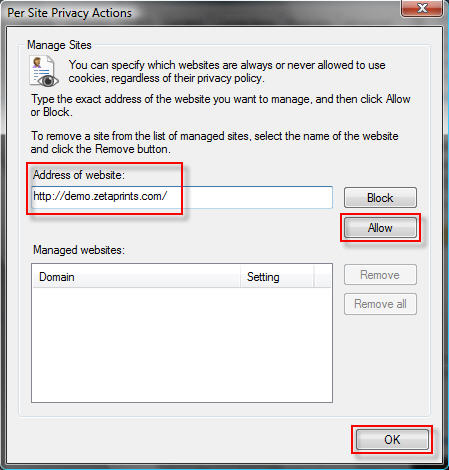 Per Site Privacy Actions
Manage Sites
You can specify which websites are always or never allowed to use
cookies, regardless of their privacy policy.
Type the exact address of the website you want to manage, and then click Allow
or Block.
To remove a site from the list of managed sites, select the name of the website
and click the Remove button.
Address of website:
http://demo.zetaprints.com/
Block
Allow
Managed websites:
Domain
Setting
Remove
Remove all
OK